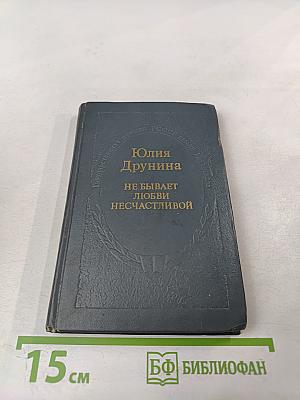 Юлия
Друнина
НЕ БЫВАЕТ
ЛЮБВИ
НЕСЧАСТЛИВОЙ
15 см
БФ БИБЛИОФАН